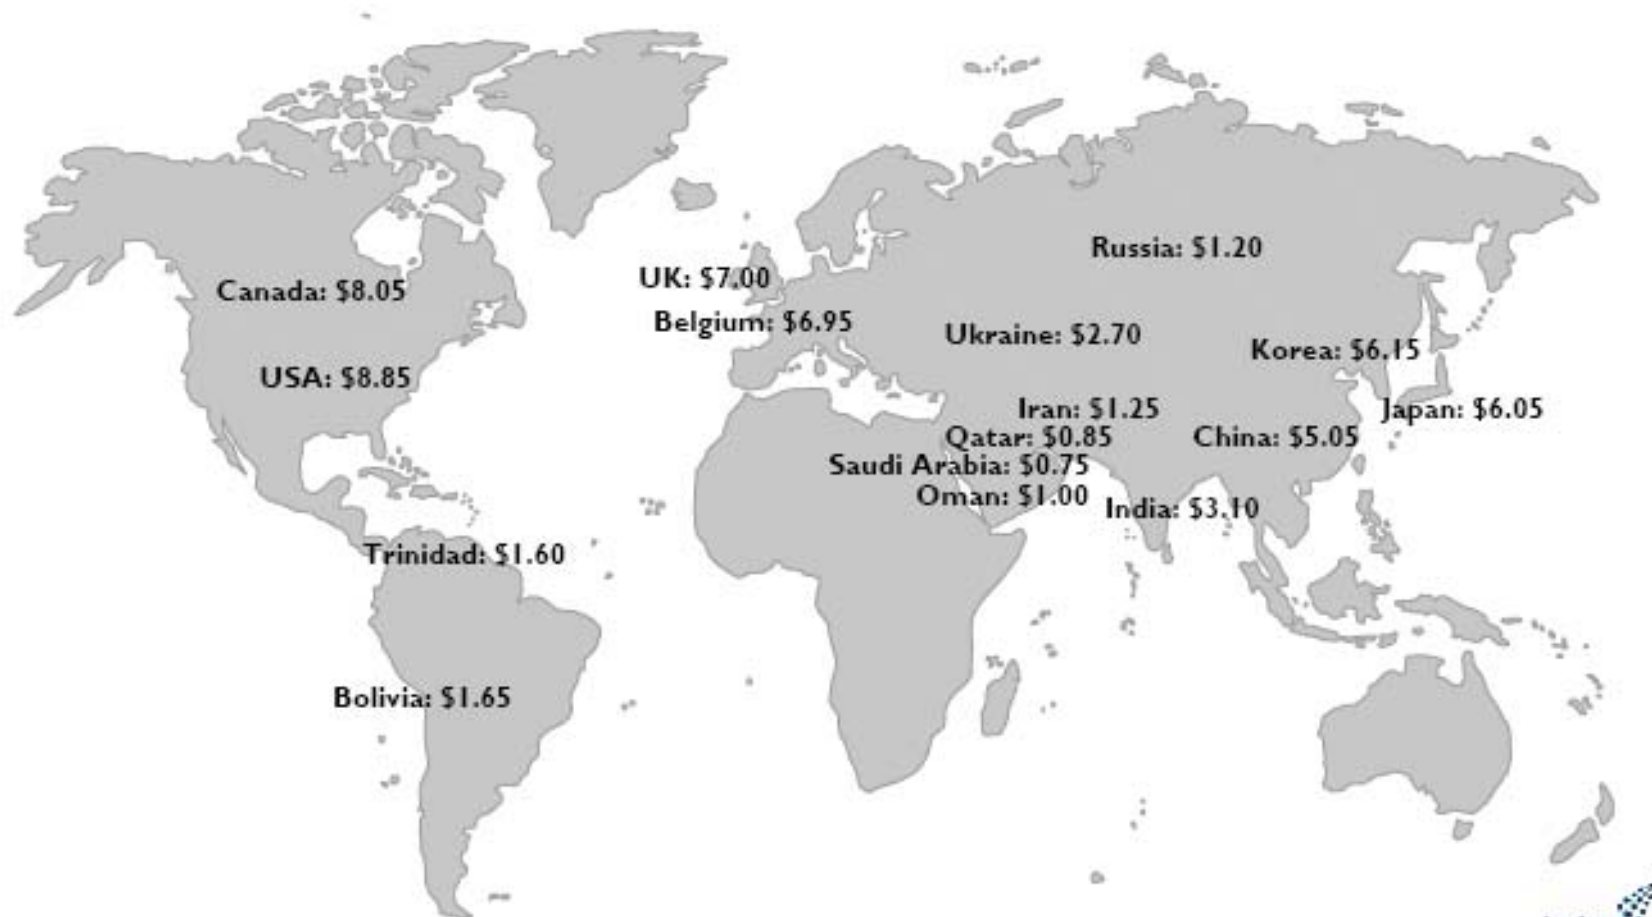 Russia: $1.20
UK: $7.00
Canada: $8.05
Belgium: $6.95
Ukraine: $2.70
Korea: $6.15
USA: $8.85
Iran: $1.25
Japan: $6.05
Qatar: $0.85
China: $5.05
Saudi Arabia: $0.75
Oman: $1.00
India: $3.10
Trinidad: $1.60
Bolivia: $1.65